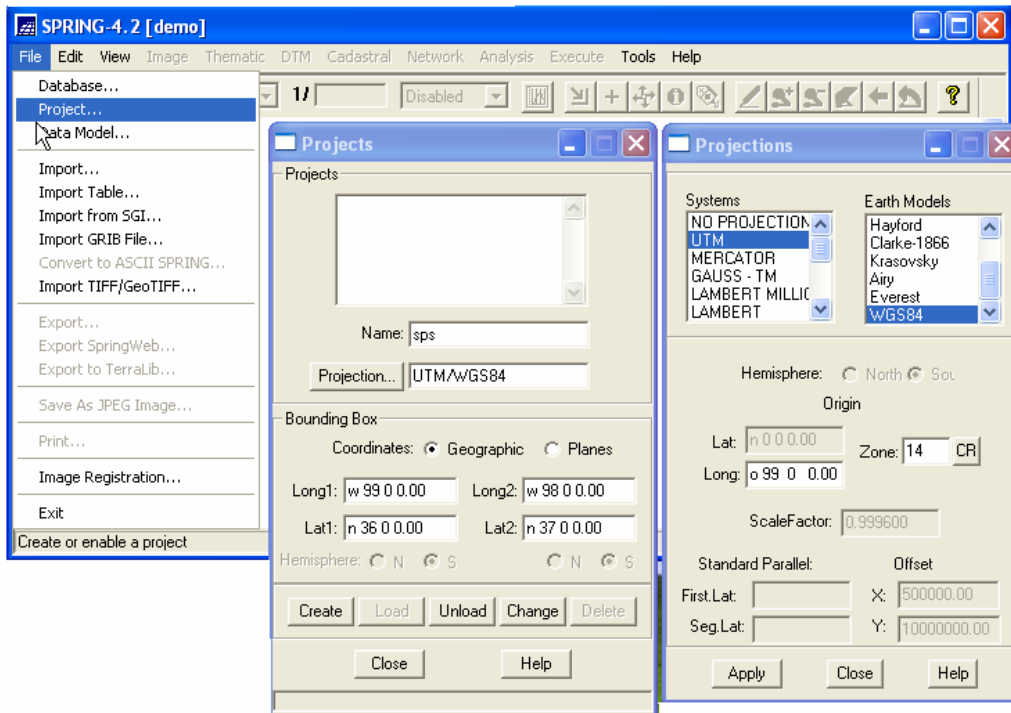 SPRING-4.2 [demo]
File Edit View Image Thematic DTM Cadastral Network Analysis Execute Tools Help
1/ Disabled ?
Database...
Project...
Data Model...
Import...
Import Table...
Import from SGI...
Import GRIB File...
Convert to ASCII SPRING...
Import TIFF/GeoTIFF...
Export...
Export SpringWeb...
Export to TerraLib...
Save As JPEG Image...
Print...
Image Registration...
Exit
Create or enable a project
Projects
Projects
Name: sps
Projection... UTM/WGS84
Bounding Box
Coordinates: Geographic Planes
Long1: w 99 0 0.00 Long2: w 98 0 0.00
Lat1: n 36 0 0.00 Lat2: n 37 0 0.00
Hemisphere: N S N S
Create Load Unload Change Delete
Close Help
Projections
Systems
NO PROJECTION
UTM
MERCATOR
GAUSS - TM
LAMBERT MILLIO
LAMBERT
Earth Models
Hayford
Clarke-1866
Krasovsky
Airy
Everest
WGS84
Hemisphere: North Sou
Origin
Lat: n 0 0 0.00
Long: o 99 0 0.00
Zone: 14 CR
ScaleFactor: 0.999600
Standard Parallel:
First.Lat:
Seg.Lat:
Offset
X: 500000.00
Y: 10000000.00
Apply Close Help